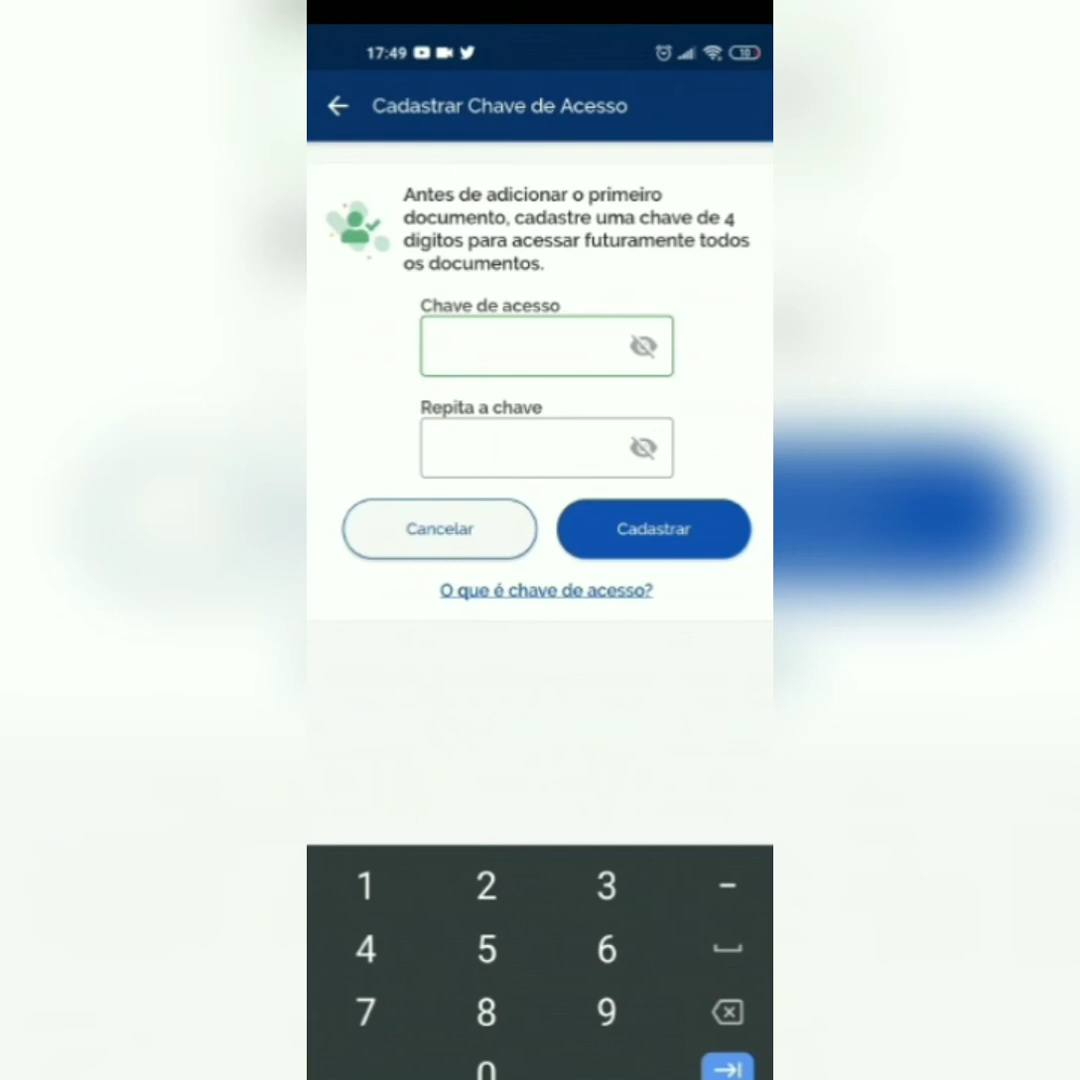 17:49
10
Cadastrar Chave de Acesso
Antes de adicionar o primeiro
documento, cadastre uma chave de 4
dígitos para acessar futuramente todos
os documentos.
Chave de acesso
Repita a chave
Cancelar
Cadastrar
O que é chave de acesso?
1 2 3 -
4 5 6
7 8 9
0